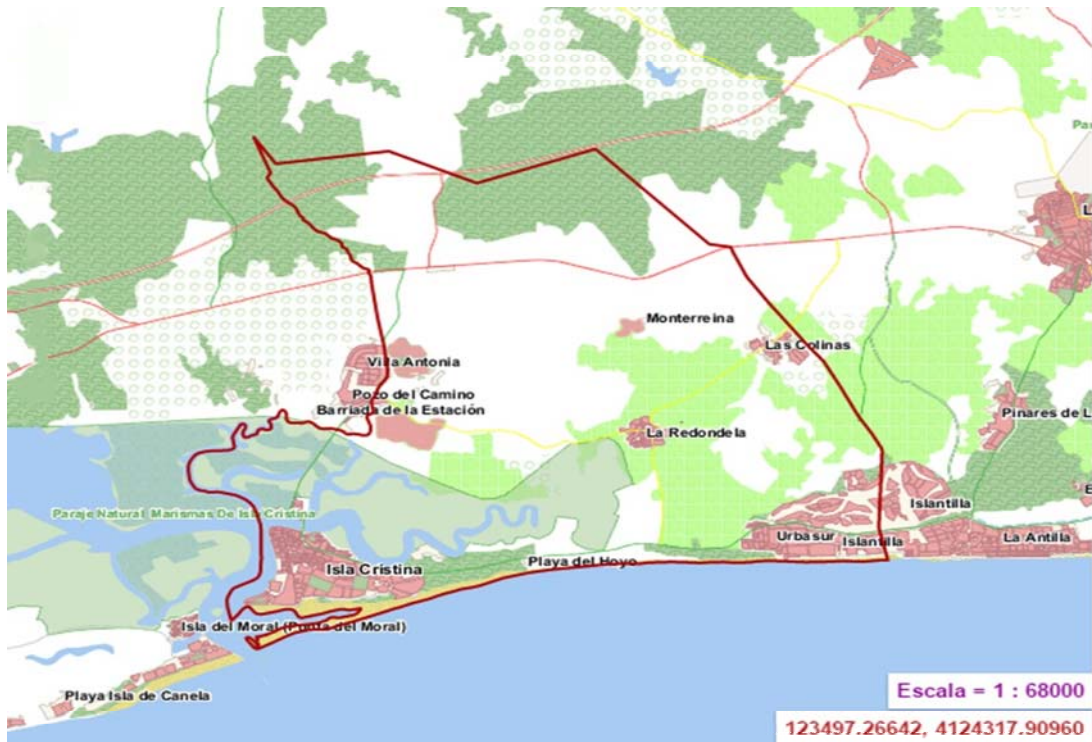 Pa
L
Monterreina
Las Colinas
Villa Antonia
Pozo del Camino
Barriada de la Estación
Pinares de L
La Redondela
E
Islantilla
Paraje Natural Marismas De Isla Cristina
Urbasur
Islantilla
La Antilla
Playa del Hoyo
Isla Cristina
Isla del Moral (Punta del Moral)
Playa Isla de Canela
Escala = 1 : 68000
123497.26642, 4124317.90960